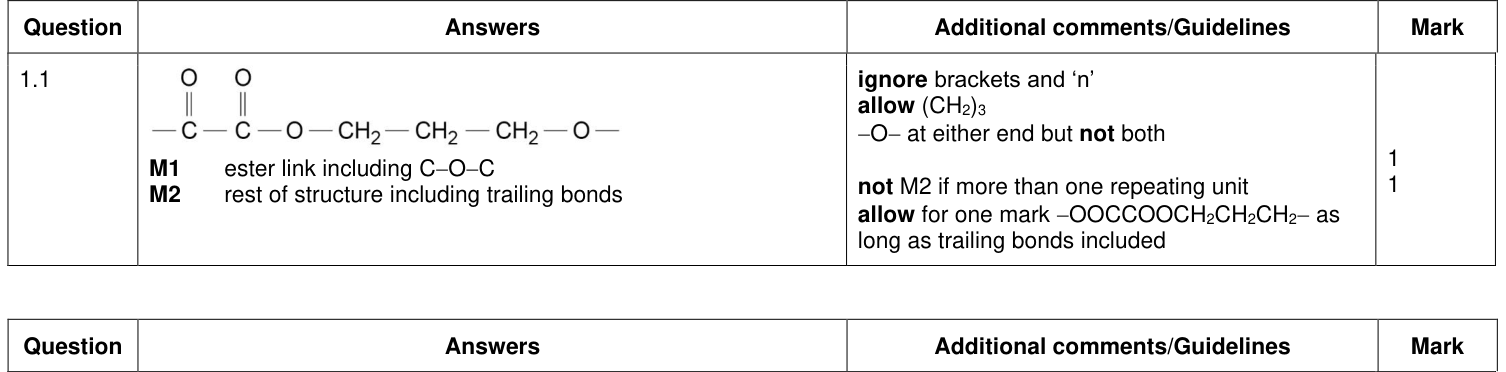 Question Answers Additional comments/Guidelines Mark
1.1
O O
|| ||
— C — C — O — CH₂ — CH₂ — CH₂ — O —
M1 ester link including C–O–C
M2 rest of structure including trailing bonds
ignore brackets and ‘n’
allow (CH₂)₃
–O– at either end but not both
not M2 if more than one repeating unit
allow for one mark –OOCCOOCH₂CH₂CH₂– as
long as trailing bonds included
1
1
Question Answers Additional comments/Guidelines Mark